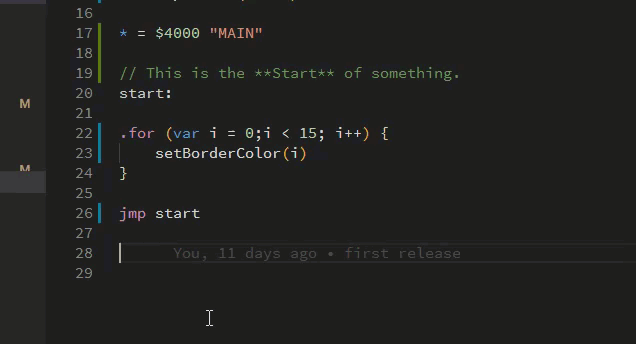 16
17 * = $4000 "MAIN"
18
19 // This is the **Start** of something.
M
20 start:
21
22 .for (var i = 0;i < 15; i++) {
23 setBorderColor(i)
M
24 }
25
26 jmp start
27
28 You, 11 days ago • first release
29